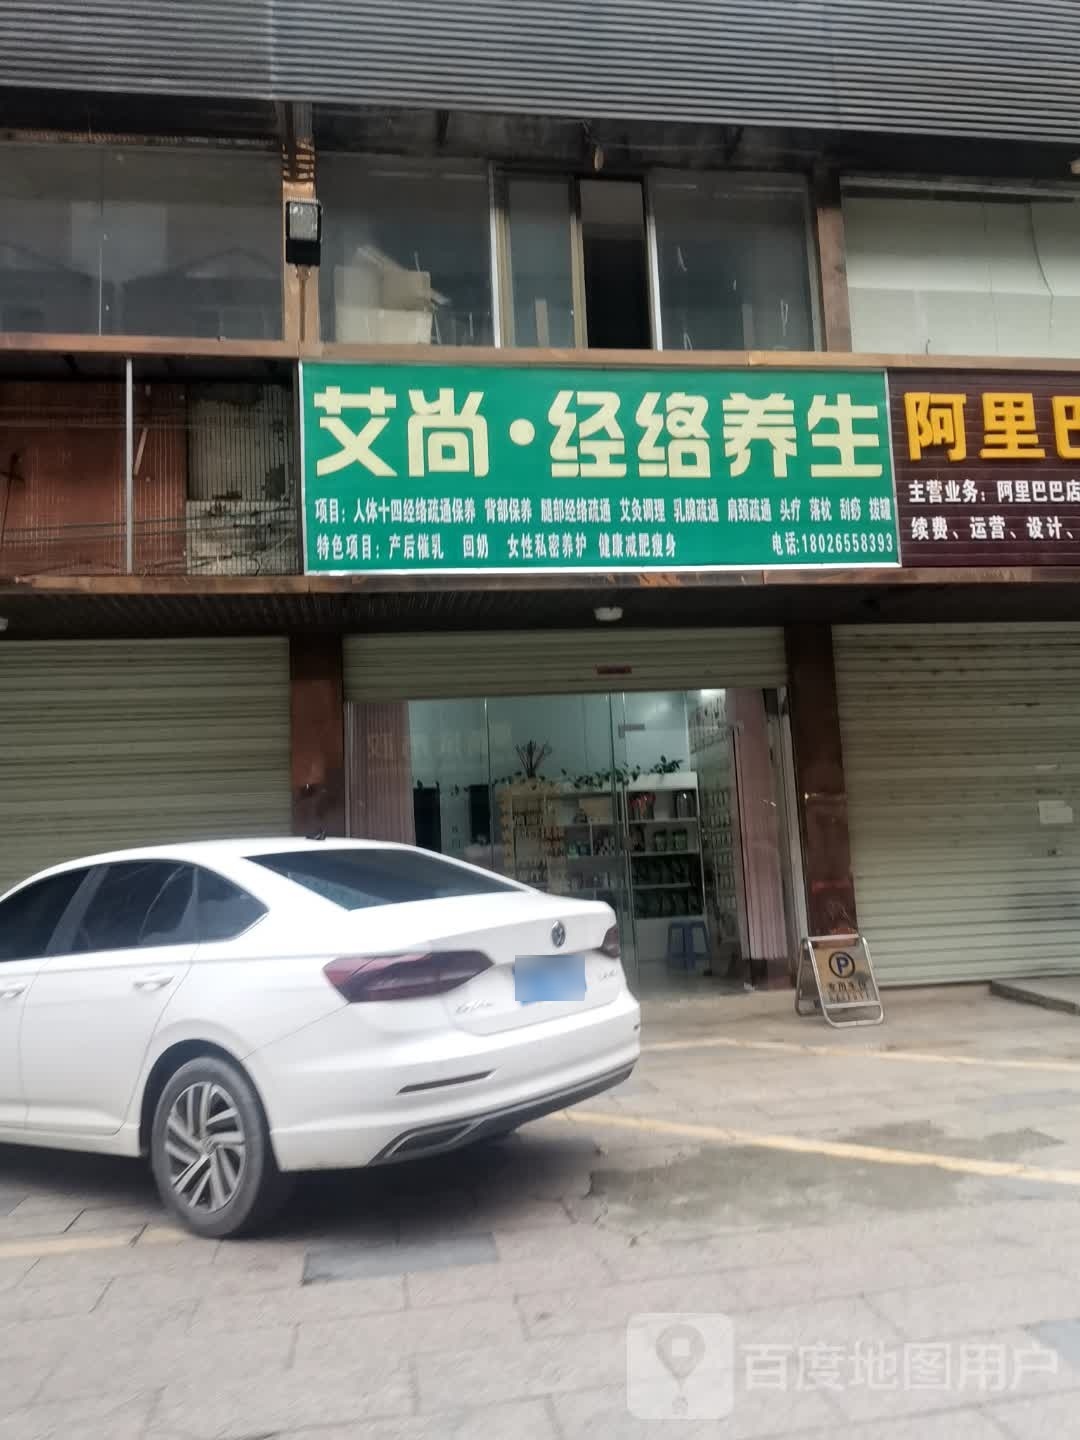 艾尚·经络养生
项目：人体十四经络疏通保养 背部保养 腿部经络疏通 艾灸调理 乳腺疏通 肩颈疏通 头疗 落枕 刮痧 拨罐
特色项目：产后催乳 回奶 女性私密养护 健康减肥瘦身 电话:18026558393
阿里巴
主营业务：阿里巴巴店
续费、运营、设计、
P
百度地图用户